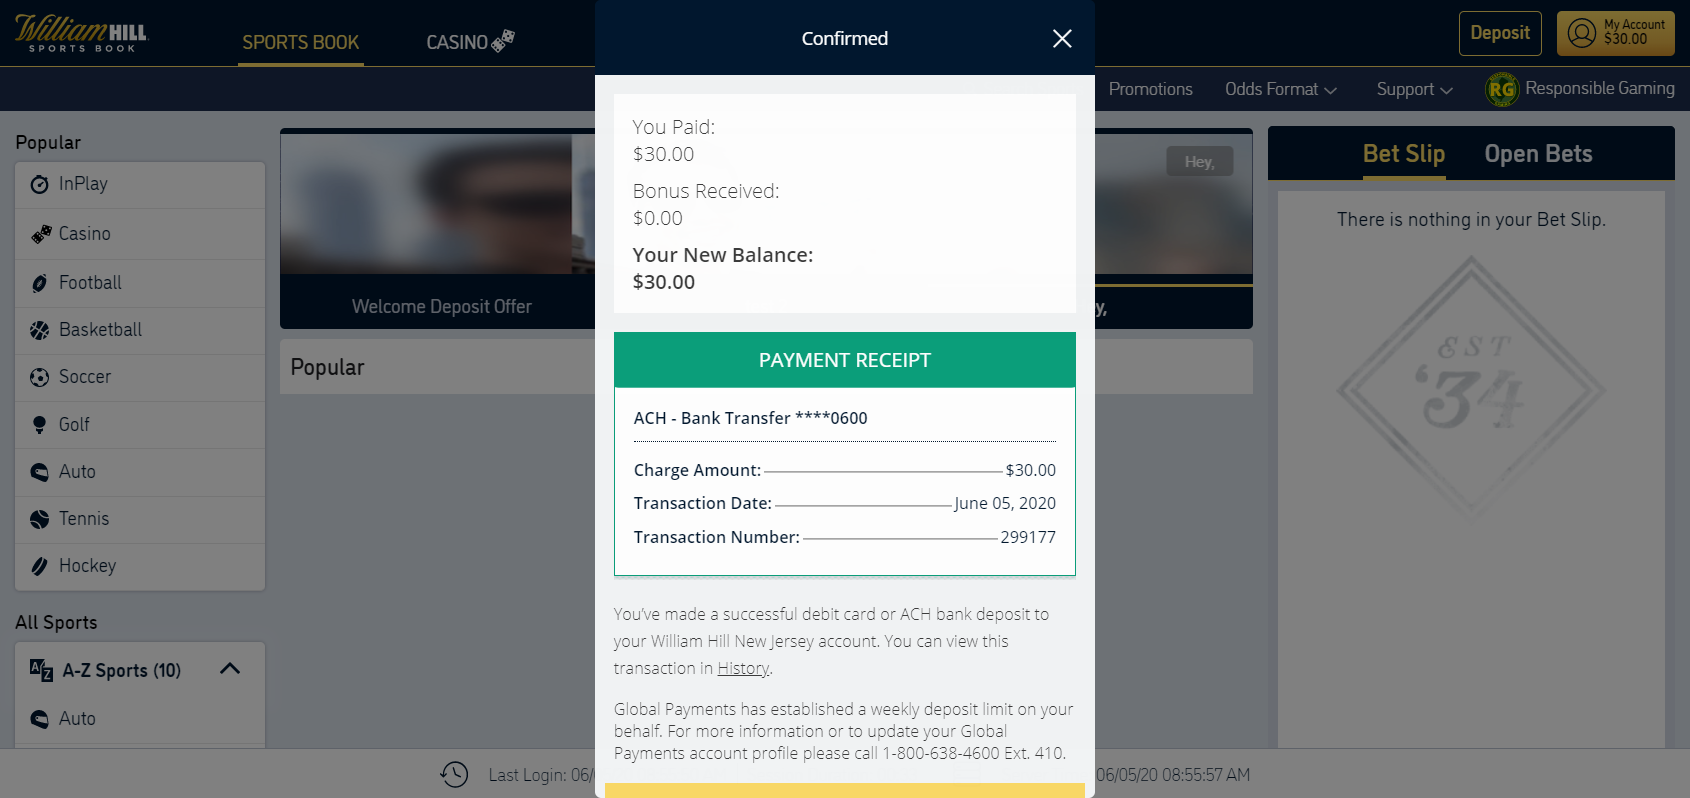 William HILL
SPORTS BOOK
SPORTS BOOK
CASINO
Confirmed
Deposit
My Account
$30.00
Promotions
Odds Format
Support
RG
Responsible Gaming
Popular
InPlay
Casino
Football
Basketball
Soccer
Golf
Auto
Tennis
Hockey
All Sports
A-Z Sports (10)
Auto
Hey,
Welcome Deposit Offer
y,
Popular
You Paid:
$30.00
Bonus Received:
$0.00
Your New Balance:
$30.00
PAYMENT RECEIPT
ACH - Bank Transfer ****0600
Charge Amount: $30.00
Transaction Date: June 05, 2020
Transaction Number: 299177
You've made a successful debit card or ACH bank deposit to
your William Hill New Jersey account. You can view this
transaction in History.
Global Payments has established a weekly deposit limit on your
behalf. For more information or to update your Global
Payments account profile please call 1-800-638-4600 Ext. 410.
Bet Slip
Open Bets
There is nothing in your Bet Slip.
EST
'34
Last Login: 06/
06/05/20 08:55:57 AM